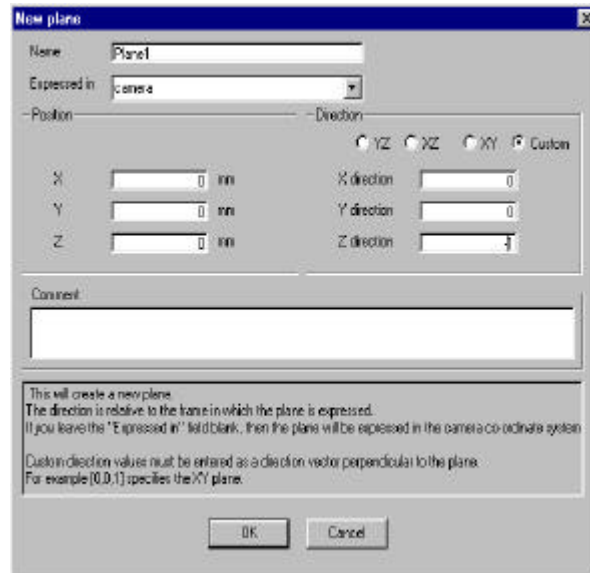 New plane
Name Plane1
Expressed in camera
Position
Direction
YZ XZ XY Custom
X 0 mm X direction 0
Y 0 mm Y direction 0
Z 0 mm Z direction
Comment
This will create a new plane.
The direction is relative to the frame in which the plane is expressed.
If you leave the "Expressed in" field blank, then the plane will be expressed in the camera co-ordinate system
Custom direction values must be entered as a direction vector perpendicular to the plane.
For example [0,0,1] specifies the XY plane.
OK Cancel